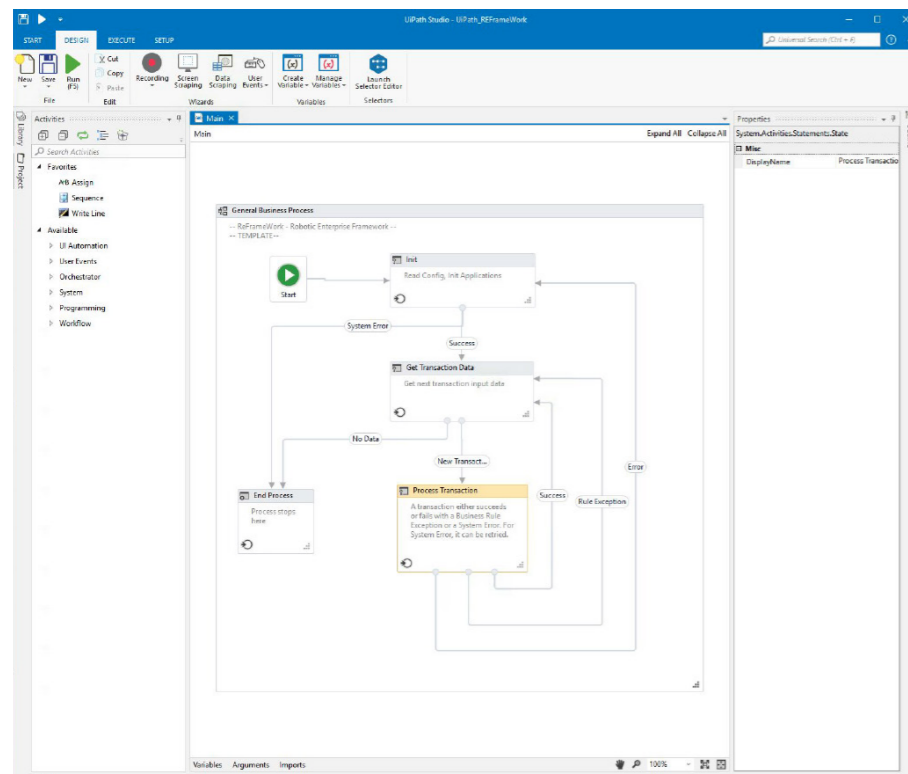 UiPath Studio - UiPath_REFrameWork
START DESIGN EXECUTE SETUP
Universal Search (Ctrl + F)
New
Save
Run
(F5)
Cut
Copy
Paste
Recording
Screen
Scraping
Data
Scraping
User
Events
Create
Variable
Manage
Variables
Launch
Selector Editor
File
Edit
Wizards
Variables
Selectors
Library
Project
Activities
Search Activities
Favorites
A+B Assign
Sequence
Write Line
Available
UI Automation
User Events
Orchestrator
System
Programming
Workflow
Main
Main
Expand All Collapse All
General Business Process
-- ReFrameWork - Robotic Enterprise Framework --
-- TEMPLATE--
Start
Init
Read Config, Init Applications
System Error
Success
Get Transaction Data
Get next transaction input data
No Data
New Transact...
Error
End Process
Process stops
here
Process Transaction
A transaction either succeeds
or fails with a Business Rule
Exception or a System Error. For
System Error, it can be retried.
Success
Rule Exception
Variables Arguments Imports
100%
Properties
System.Activities.Statements.State
Misc
DisplayName
Process Transactio